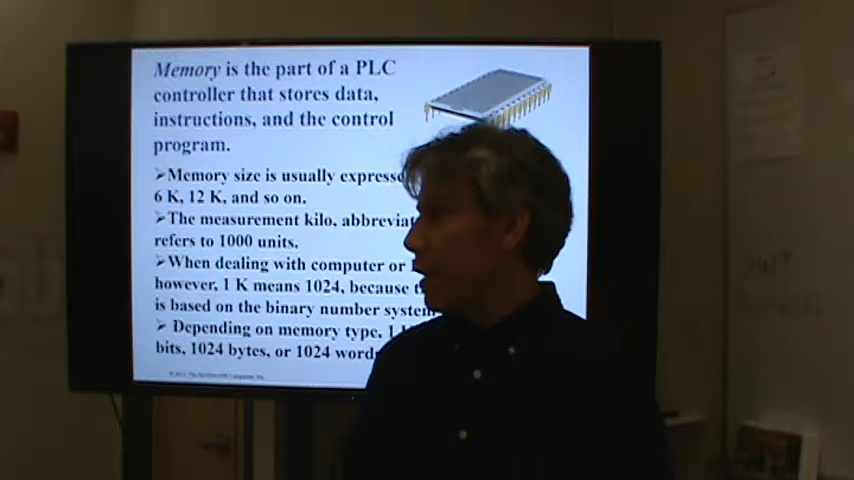 Memory is the part of a PLC
controller that stores data,
instructions, and the control
program.
➢Memory size is usually
6 K, 12 K, and so on.
➢The measurement kilo,
refers to 1000 units.
➢When dealing with computer or
however, 1 K means 1024, because
is based on the binary number system
➢ Depending on memory type, 1
bits, 1024 bytes, or 1024